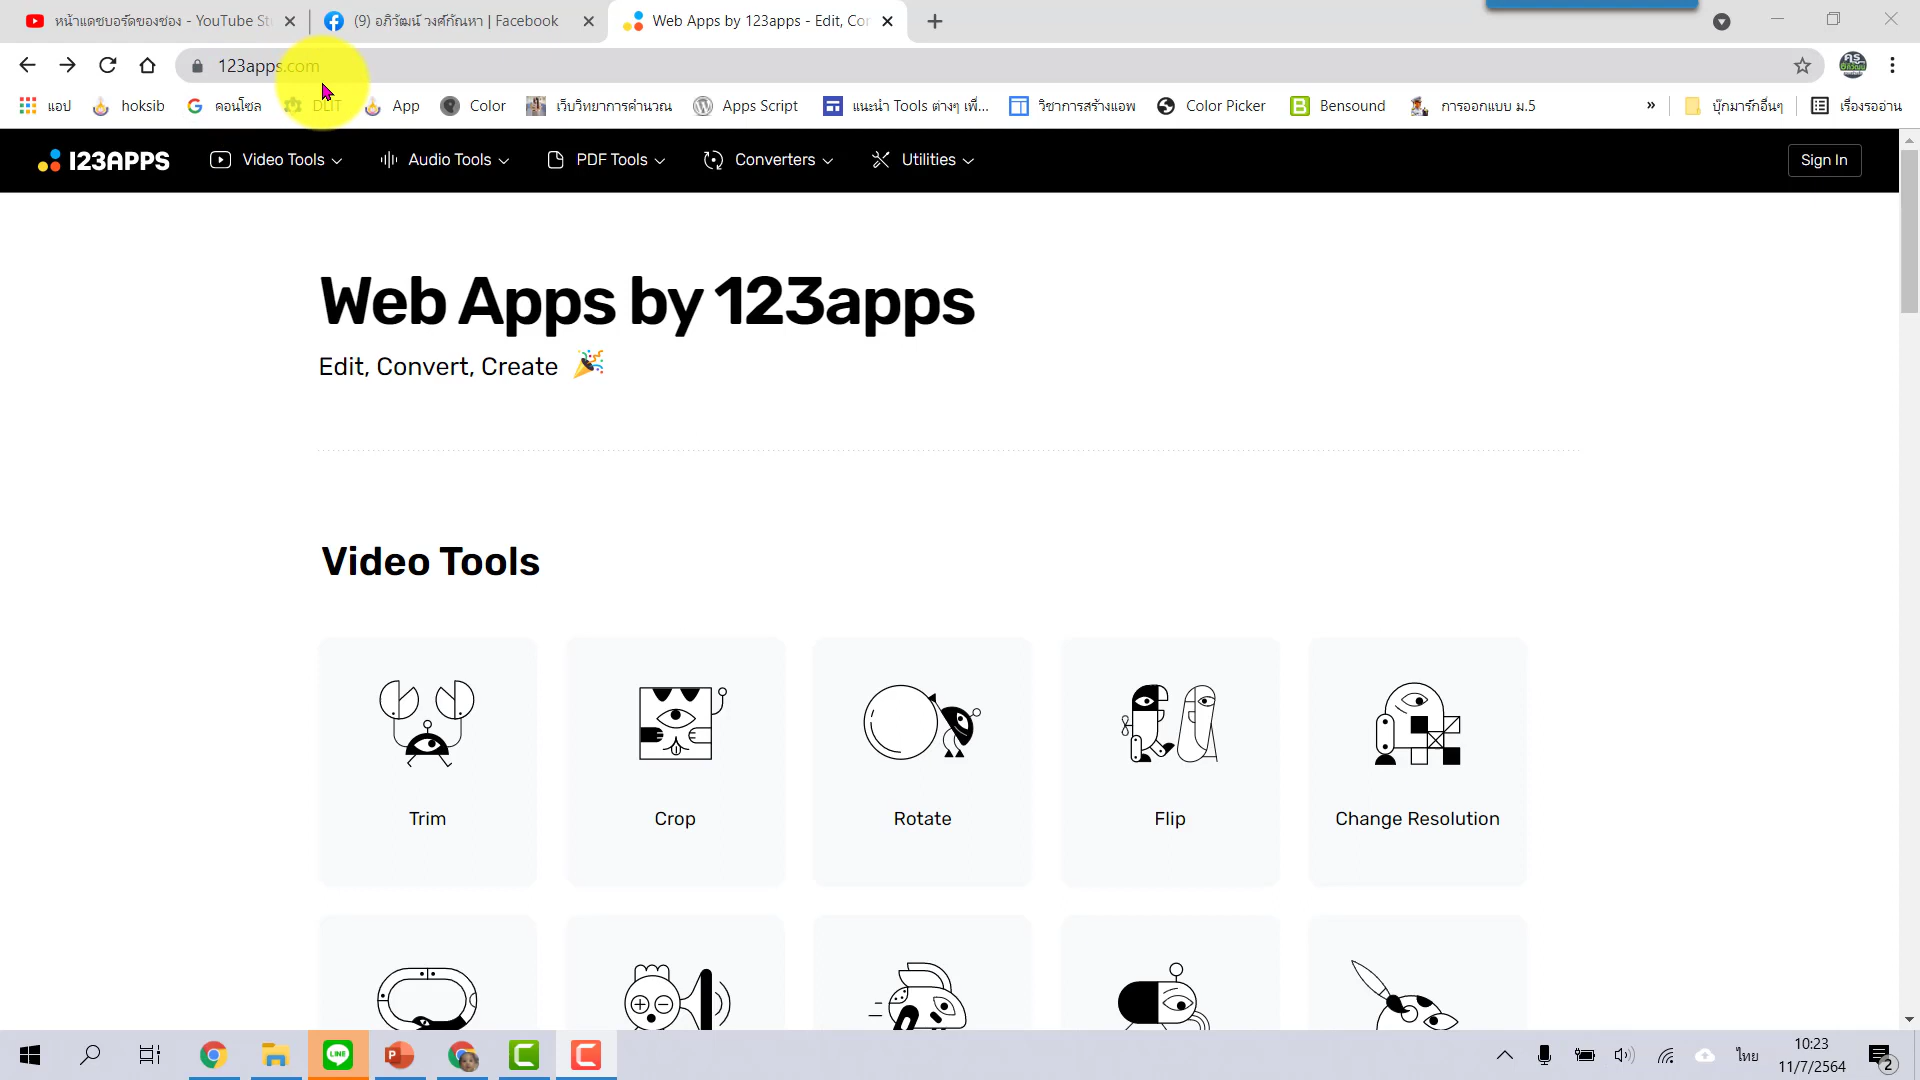 หน้าแดชบอร์ดของช่อง - YouTube St
(9) อภิวัฒน์ วงศ์กัณหา | Facebook
Web Apps by 123apps - Edit, Con
123apps.com
แอป
hoksib
คอนโซล
DLIT
App
Color
เว็บวิทยาการคำนวณ
Apps Script
แนะนำ Tools ต่างๆ เพื่...
วิชาการสร้างแอพ
Color Picker
Bensound
การออกแบบ ม.5
»
บุ๊กมาร์กอื่นๆ
เรื่องรออ่าน
123APPS
Video Tools
Audio Tools
PDF Tools
Converters
Utilities
Sign In
Web Apps by 123apps
Edit, Convert, Create
Video Tools
Trim
Crop
Rotate
Flip
Change Resolution
LINE
ไทย
10:23
11/7/2564
2